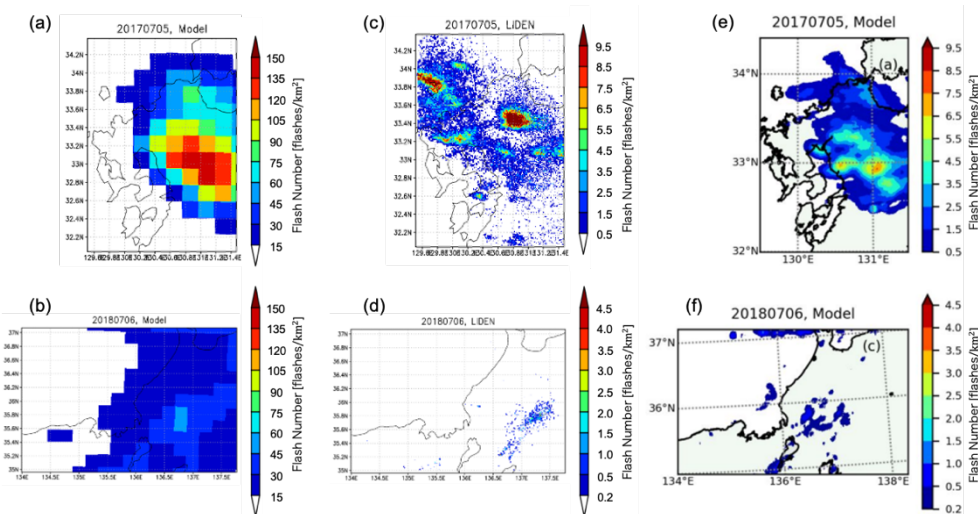 (a)
20170705, Model
34.2N
34N
33.8N
33.6N
33.4N
33.2N
33N
32.8N
32.6N
32.4N
32.2N
150
135
120
105
90
75
60
45
30
15
Flash Number [flashes/km²]
(c)
20170705, LiDEN
34.2N
34N
33.8N
33.6N
33.4N
33.2N
33N
32.8N
32.6N
32.4N
32.2N
9.5
8.5
7.5
6.5
5.5
4.5
3.5
2.5
1.5
0.5
Flash Number [flashes/km²]
(e)
20170705, Model
(a)
34°N
33°N
32°N
130°E 131°E
9.5
8.5
7.5
6.5
5.5
4.5
3.5
2.5
1.5
0.5
Flash Number [flashes/km²]
(b)
20180706, Model
37N
36.8N
36.6N
36.4N
36.2N
36N
35.8N
35.6N
35.4N
35.2N
35N
134E 134.5E 135E 135.5E 136E 136.5E 137E 137.5E
150
135
120
105
90
75
60
45
30
15
Flash Number [flashes/km²]
(d)
20180706, LiDEN
37N
36.8N
36.6N
36.4N
36.2N
36N
35.8N
35.6N
35.4N
35.2N
35N
134E 134.5E 135E 135.5E 136E 136.5E 137E 137.5E
4.5
4.0
3.5
3.0
2.5
2.0
1.5
1.0
0.5
0.2
Flash Number [flashes/km²]
(f)
20180706, Model
(c)
37°N
36°N
134°E 136°E 138°E
4.5
4.0
3.5
3.0
2.5
2.0
1.5
1.0
0.5
0.2
Flash Number [flashes/km²]